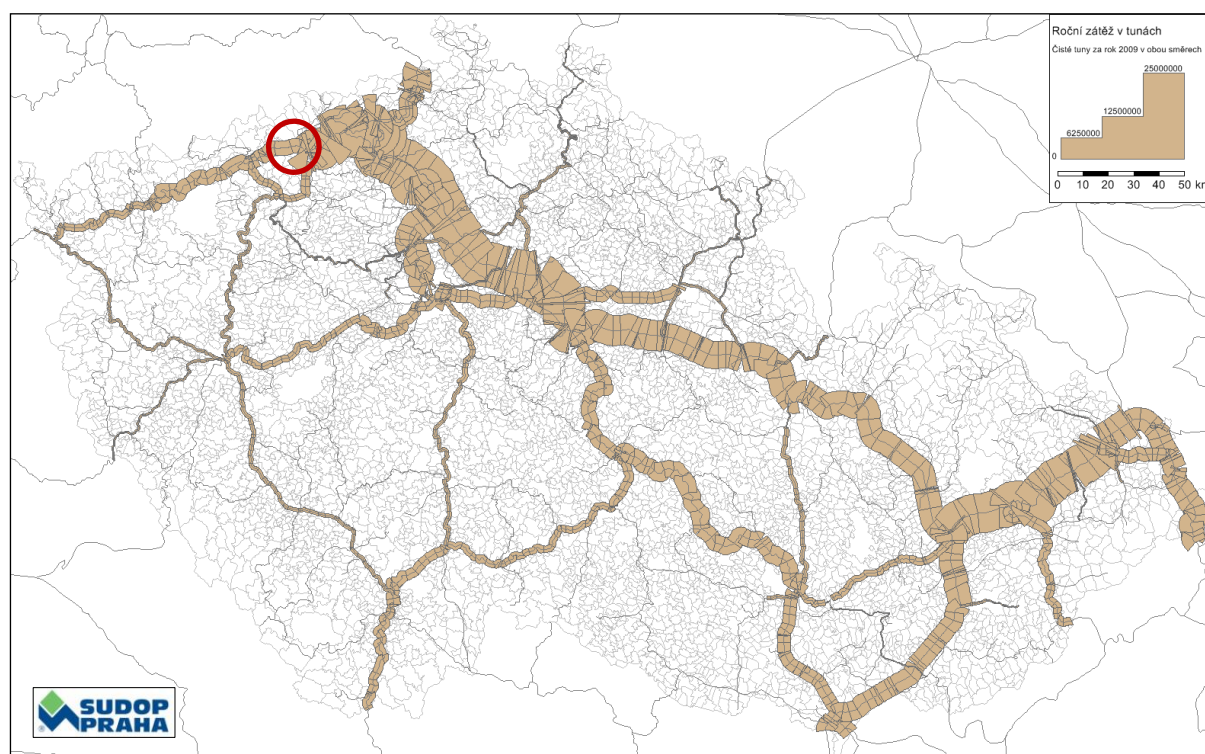 Roční zátěž v tunách
Čisté tuny za rok 2009 v obou směrech
25000000
12500000
6250000
0
0 10 20 30 40 50 km
SUDOP
PRAHA